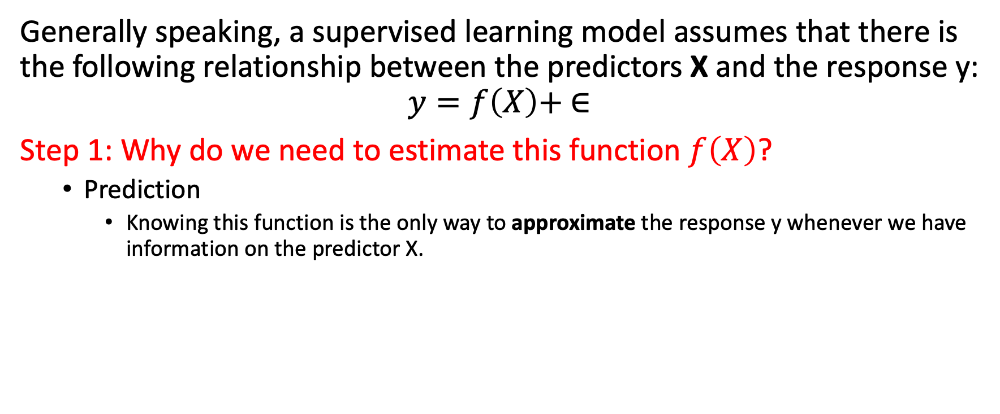 Generally speaking, a supervised learning model assumes that there is
the following relationship between the predictors X and the response y:
y = f(X)+ ∈
Step 1: Why do we need to estimate this function f(X)?
• Prediction
• Knowing this function is the only way to approximate the response y whenever we have
information on the predictor X.